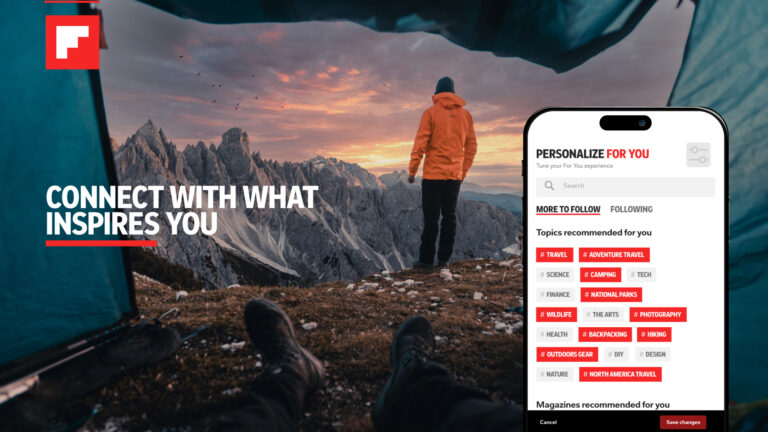 CONNECT WITH WHAT
INSPIRES YOU
PERSONALIZE FOR YOU
Tune your For You experience
Search
MORE TO FOLLOW FOLLOWING
Topics recommended for you
# TRAVEL # ADVENTURE TRAVEL
# SCIENCE # CAMPING # TECH
# FINANCE # NATIONAL PARKS
# WILDLIFE # THE ARTS # PHOTOGRAPHY
# HEALTH # BACKPACKING # HIKING
# OUTDOORS GEAR # DIY # DESIGN
# NATURE # NORTH AMERICA TRAVEL
Magazines recommended for you
Cancel Save changes